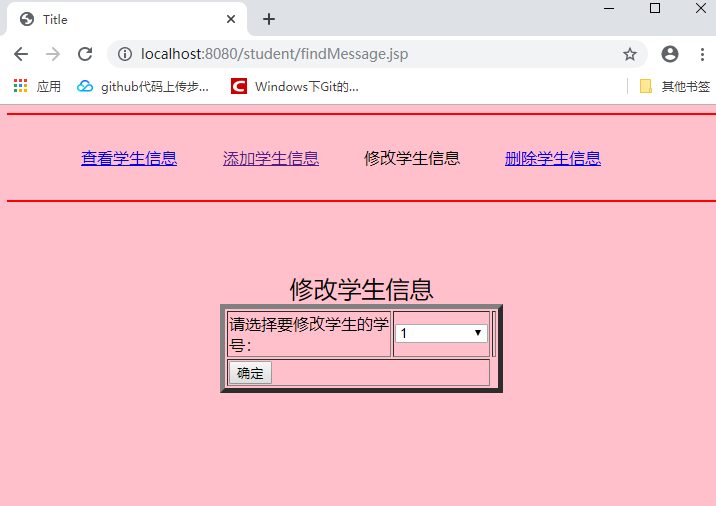 Title
localhost:8080/student/findMessage.jsp
应用 github代码上传步... Windows下Git的... 其他书签
查看学生信息 添加学生信息 修改学生信息 删除学生信息
修改学生信息
请选择要修改学生的学 1
号：
确定